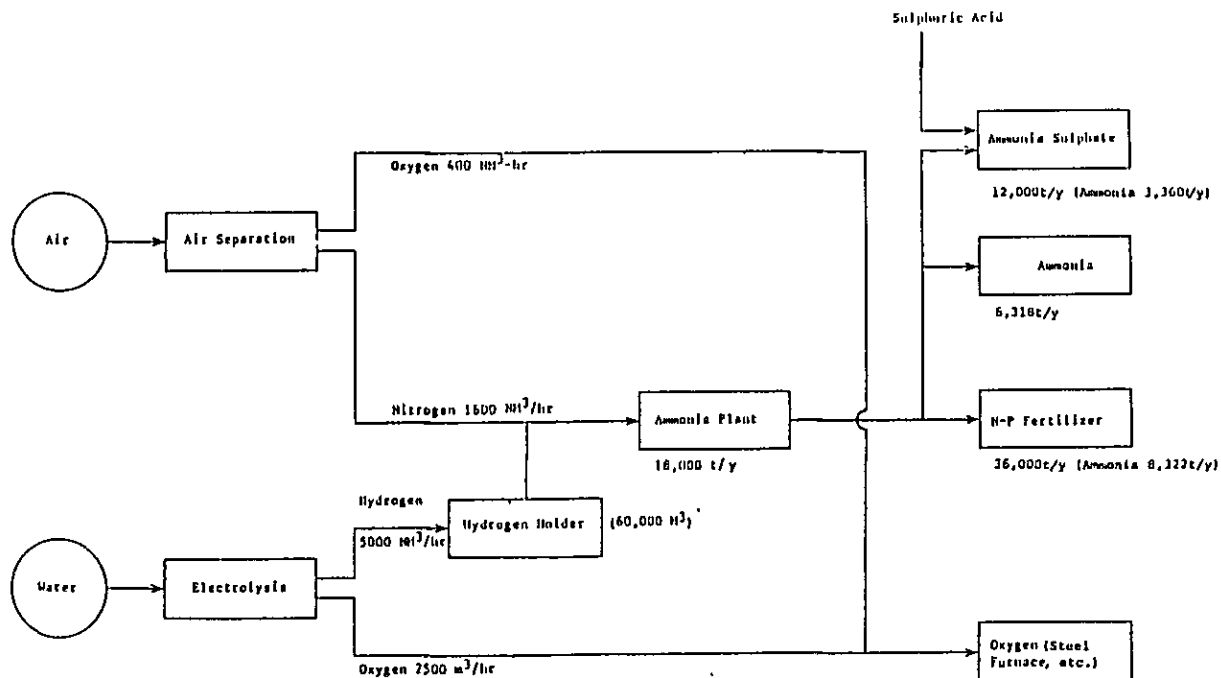 Sulphuric Acid
Ammonia Sulphate
12,000t/y (Ammonia 3,360t/y)
Oxygen 400 NM³-hr
Air
Air Separation
Ammonia
6,318t/y
Nitrogen 1600 NM³/hr
Ammonia Plant
18,000 t/y
N-P Fertilizer
36,000t/y (Ammonia 8,322t/y)
Hydrogen
5000 NM³/hr
Hydrogen Holder
(60,000 M³)
Water
Electrolysis
Oxygen 2500 m³/hr
Oxygen (Steel
Furnace, etc.)